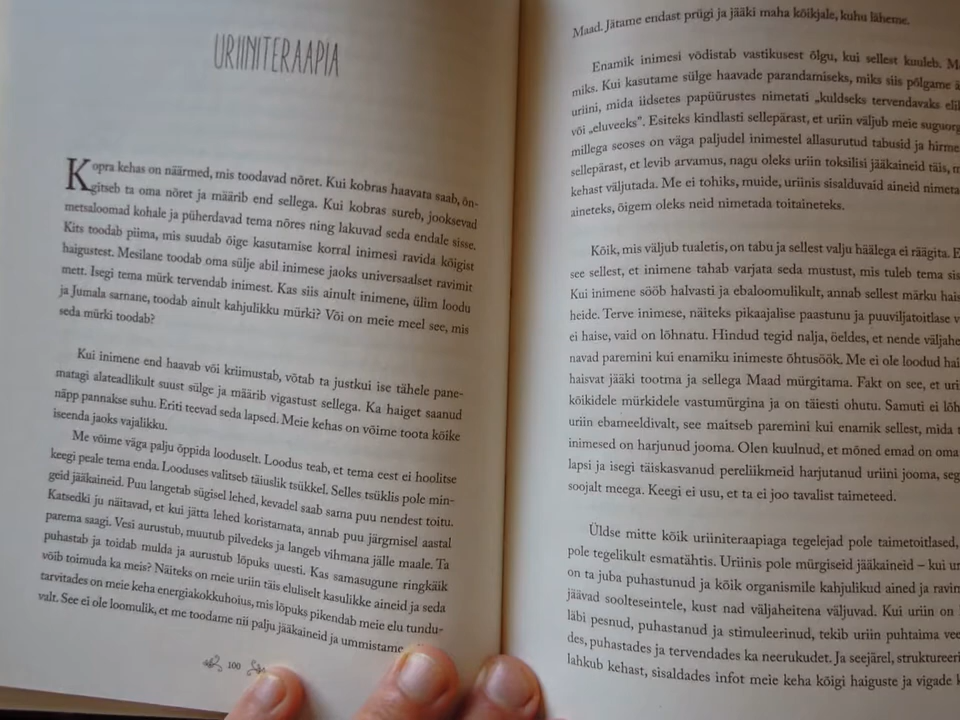 URIINITERAAPIA
Kopra kehas on näärmed, mis toodavad nõret. Kui kobras haavata saab, õn-
gitseb ta oma nõret ja määrib end sellega. Kui kobras sureb, jooksevad
metsaloomad kohale ja püherdavad tema nõres ning lakuvad seda endale sisse.
Kits toodab piima, mis suudab õige kasutamise korral inimesi ravida kõigist
haigustest. Mesilane toodab oma sülje abil inimese jaoks universaalset ravimit
mett. Isegi tema mürk tervendab inimest. Kas siis ainult inimene, ülim loodu
ja Jumala sarnane, toodab ainult kahjulikku mürki? Või on meie meel see, mis
seda mürki toodab?
Kui inimene end haavab või kriimustab, võtab ta justkui ise tähele pane-
matagi alateadlikult suust sülge ja määrib vigastust sellega. Ka haiget saanud
näpp pannakse suhu. Eriti teevad seda lapsed. Meie kehas on võime toota kõike
iseenda jaoks vajalikku.
Me võime väga palju õppida looduselt. Loodus teab, et tema eest ei hoolitse
keegi peale tema enda. Looduses valitseb täiuslik tsükkel. Selles tsüklis pole min-
geid jääkaineid. Puu langetab sügisel lehed, kevadel saab sama puu nendest toitu.
Katsedki ju näitavad, et kui jätta lehed koristamata, annab puu järgmisel aastal
parema saagi. Vesi aurustub, muutub pilvedeks ja langeb vihmana jälle maale. Ta
puhastab ja toidab mulda ja aurustub lõpuks uuesti. Kas samasugune ringkäik
võib toimuda ka meis? Näiteks on meie uriin täis eluliselt kasulikke aineid ja seda
tarvitades on meie keha energiakokkuhoius, mis lõpuks pikendab meie elu tundu-
valt. See ei ole loomulik, et me toodame nii palju jääkaineid ja ummistame
100
Maad. Jätame endast prügi ja jääki maha kõikjale, kuhu läheme.
Enamik inimesi võdistab vastikusest õlgu, kui sellest kuuleb. M
miks. Kui kasutame sülge haavade parandamiseks, miks siis põlgame ä
uriini, mida iidsetes papüürustes nimetati „kuldseks tervendavaks eli
või „eluveeks". Esiteks kindlasti sellepärast, et uriin väljub meie suguorg
millega seoses on väga paljudel inimestel allasurutud tabusid ja hirme
sellepärast, et levib arvamus, nagu oleks uriin toksilisi jääkaineid täis, m
kehast väljutada. Me ei tohiks, muide, uriinis sisalduvaid aineid nimeta
aineteks, õigem oleks neid nimetada toitaineteks.
Kõik, mis väljub tualetis, on tabu ja sellest valju häälega ei räägita. E
see sellest, et inimene tahab varjata seda mustust, mis tuleb tema sis
Kui inimene sööb halvasti ja ebaloomulikult, annab sellest märku hais
heide. Terve inimese, näiteks pikaajalise paastunu ja puuviljatoitlase v
ei haise, vaid on lõhnatu. Hindud tegid nalja, öeldes, et nende väljahe
navad paremini kui enamiku inimeste õhtusöök. Me ei ole loodud hai
haisvat jääki tootma ja sellega Maad mürgitama. Fakt on see, et uri
kõikidele mürkidele vastumürgina ja on täiesti ohutu. Samuti ei lõh
uriin ebameeldivalt, see maitseb paremini kui enamik sellest, mida t
inimesed on harjunud jooma. Olen kuulnud, et mõned emad on oma
lapsi ja isegi täiskasvanud pereliikmeid harjutanud uriini jooma, seg
soojalt meega. Keegi ei usu, et ta ei joo tavalist taimeteed.
Üldse mitte kõik uriiniteraapiaga tegelejad pole taimetoitlased,
pole tegelikult esmatähtis. Uriinis pole mürgiseid jääkaineid – kui ur
on ta juba puhastunud ja kõik organismile kahjulikud ained ja ravim
jäävad soolteseintele, kust nad väljaheitena väljuvad. Kui uriin on
läbi pesnud, puhastanud ja stimuleerinud, tekib uriin puhtaima vee
des, puhastades ja tervendades ka neerukudet. Ja seejärel, struktureeri
lahkub kehast, sisaldades infot meie keha kõigi haiguste ja vigade k